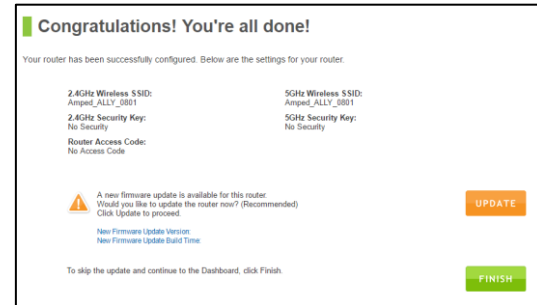 Congratulations! You're all done!
Your router has been successfully configured. Below are the settings for your router.
2.4GHz Wireless SSID:
Amped_ALLY_0801
5GHz Wireless SSID:
Amped_ALLY_0801
2.4GHz Security Key:
No Security
5GHz Security Key:
No Security
Router Access Code:
No Access Code
A new firmware update is available for this router.
Would you like to update the router now? (Recommended)
Click Update to proceed.
UPDATE
New Firmware Update Version:
New Firmware Update Build Time:
To skip the update and continue to the Dashboard, click Finish.
FINISH